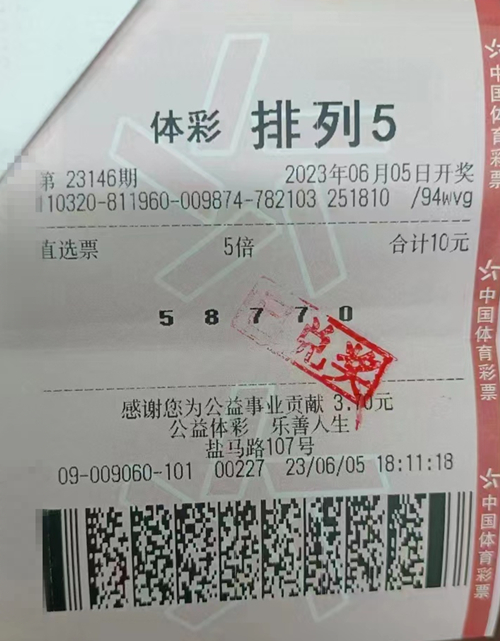 体彩 排列5
第 23146期 2023年06月05日开奖
110320-811960-009874-782103 251810 /94wvg
直选票 5倍 合计10元
5 8 7 7 0
兑奖
感谢您为公益事业贡献 3.40元
公益体彩 乐善人生
盐马路107号
09-009060-101 00227 23/06/05 18:11:18
中国体育彩票
中国体育彩票
中国体育彩票